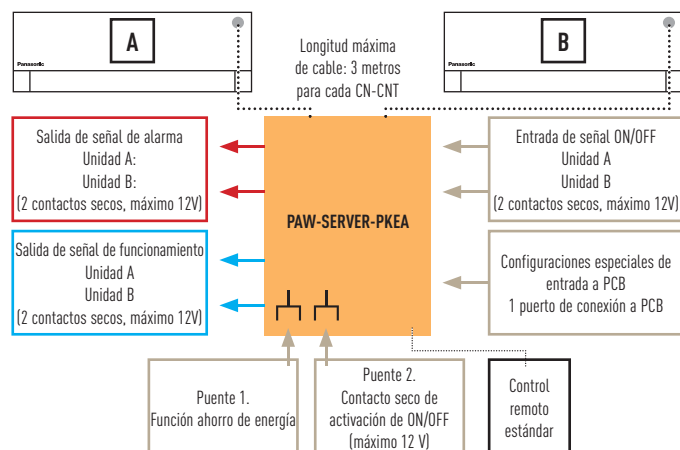 A
B
Panasonic
Panasonic
Longitud máxima
de cable: 3 metros
para cada CN-CNT
Salida de señal de alarma
Unidad A:
Unidad B:
(2 contactos secos, máximo 12V)
Entrada de señal ON/OFF
Unidad A
Unidad B
(2 contactos secos, máximo 12V)
PAW-SERVER-PKEA
Salida de señal de funcionamiento
Unidad A
Unidad B
(2 contactos secos, máximo 12V)
Configuraciones especiales de
entrada a PCB
1 puerto de conexión a PCB
Puente 1.
Función ahorro de energía
Puente 2.
Contacto seco de
activación de ON/OFF
(máximo 12 V)
Control
remoto
estándar